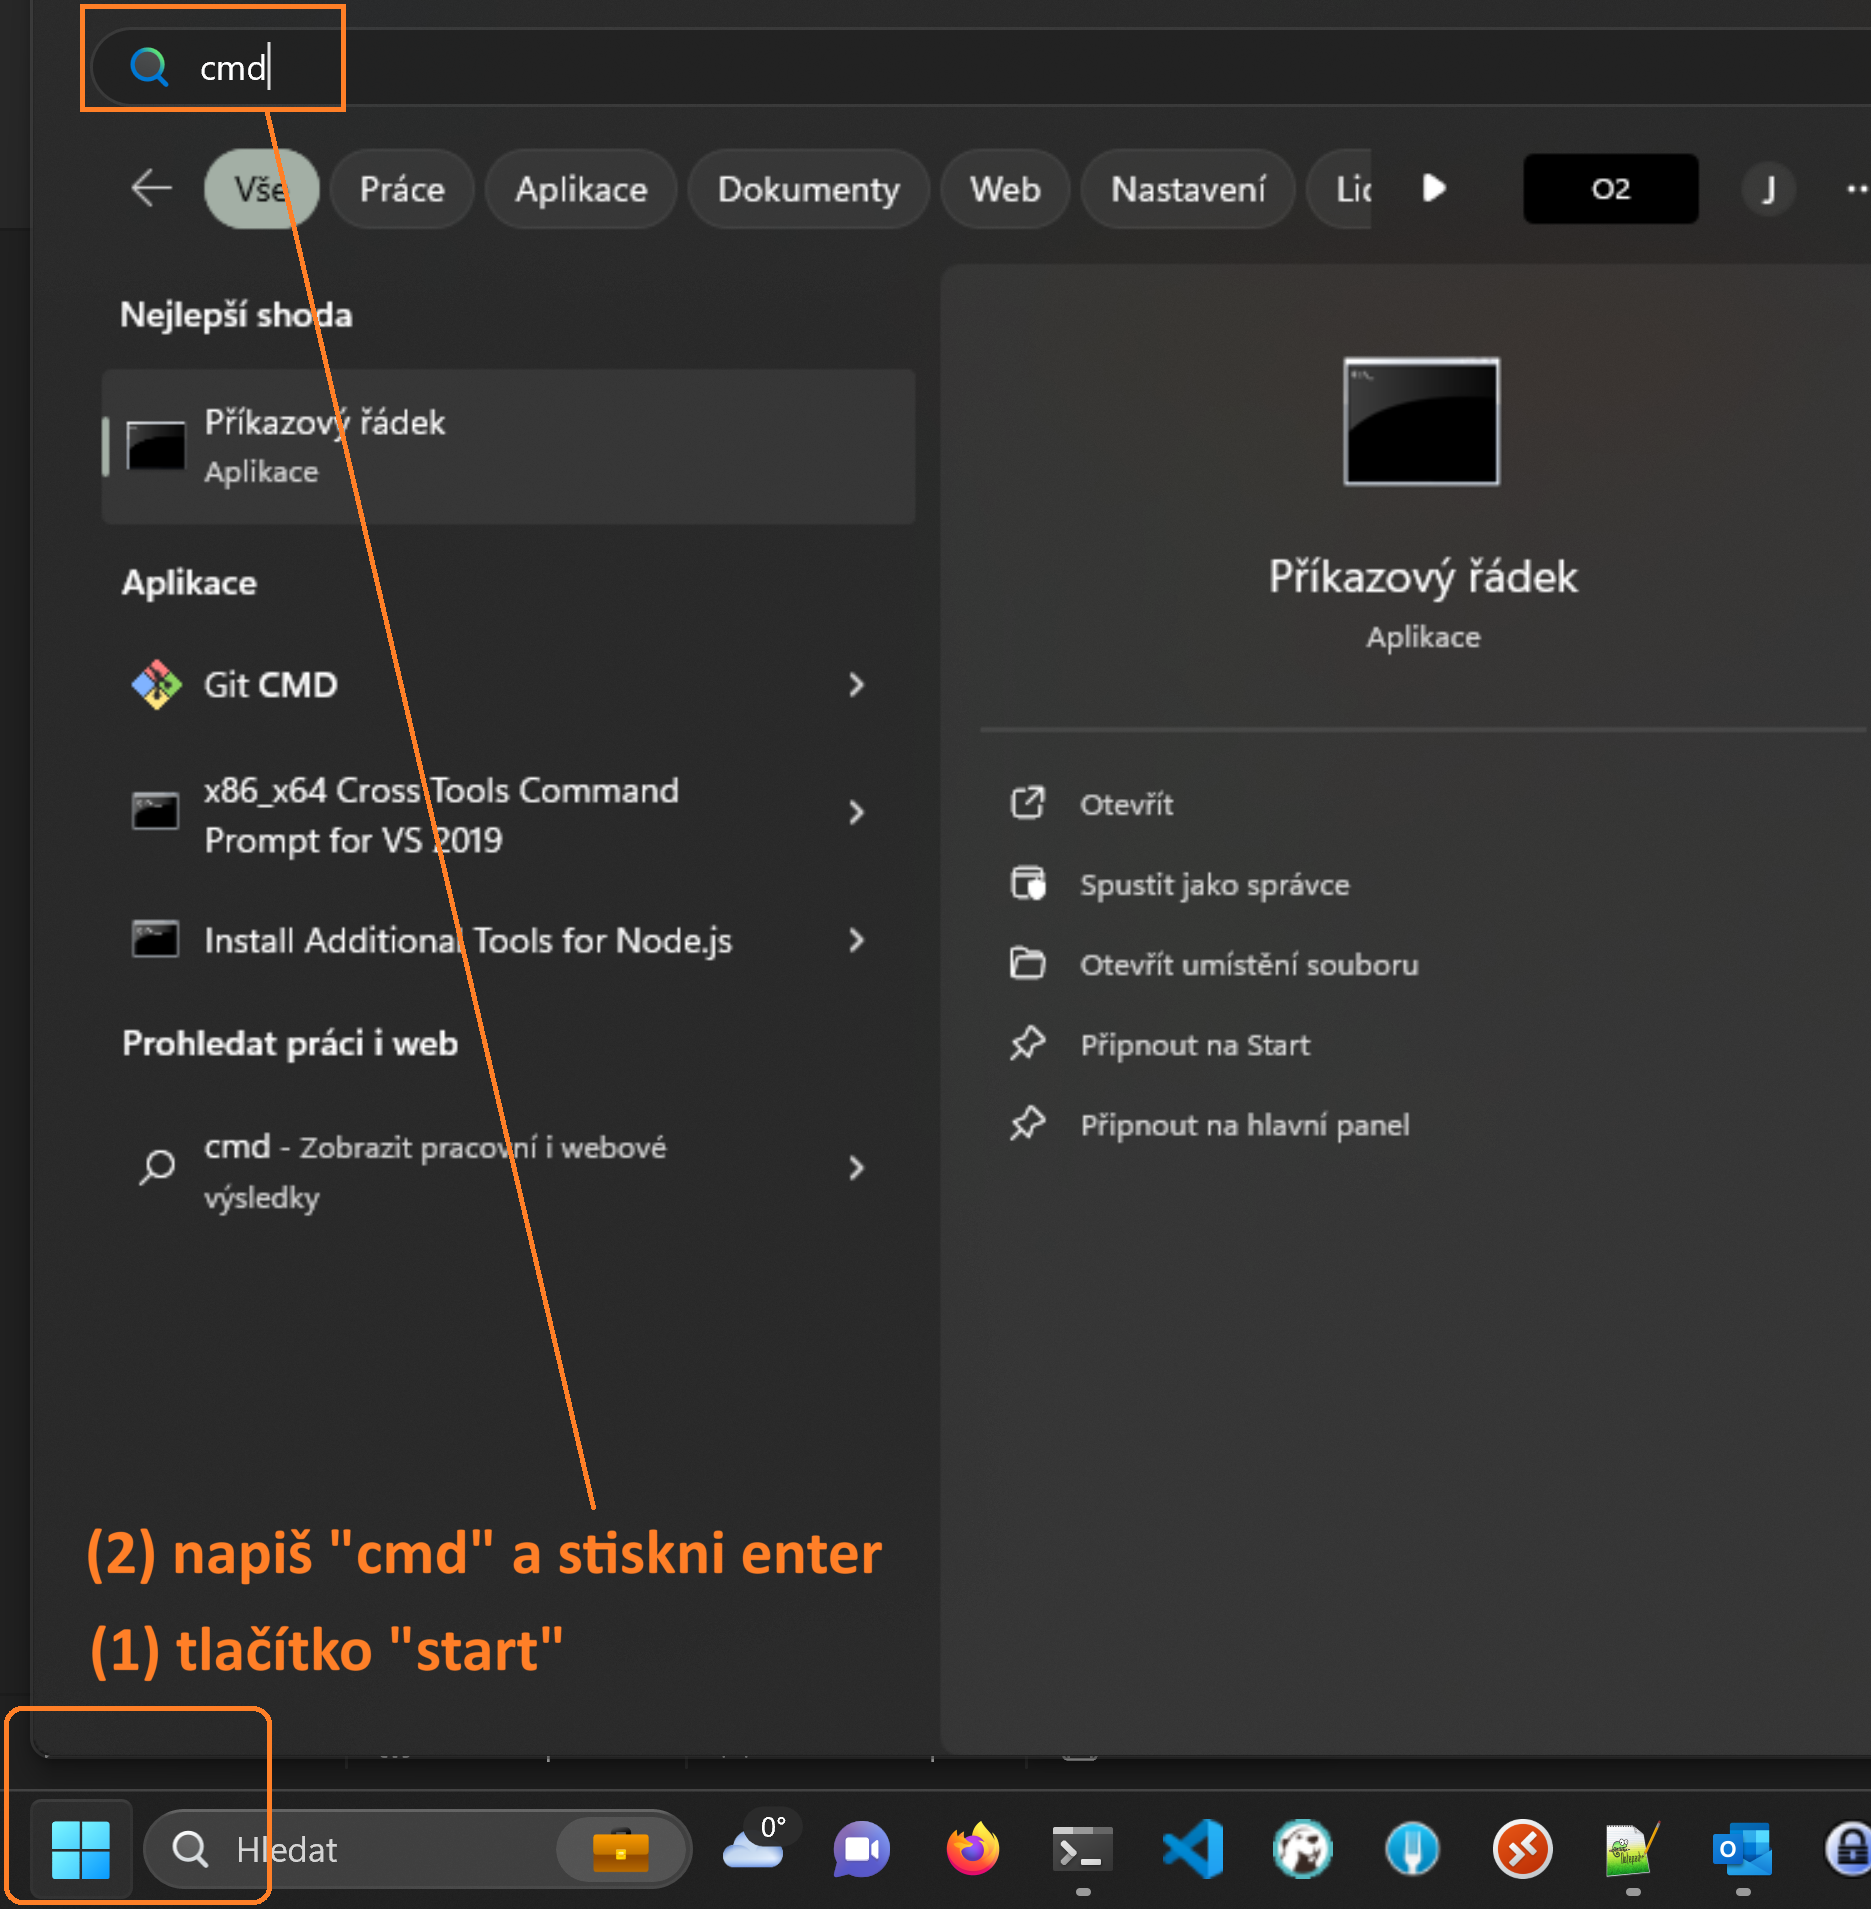 cmd
Vše Práce Aplikace Dokumenty Web Nastavení Lic O2 J
Nejlepší shoda
Příkazový řádek
Aplikace
Aplikace
Git CMD
x86_x64 Cross Tools Command
Prompt for VS 2019
Install Additional Tools for Node.js
Prohledat práci i web
cmd - Zobrazit pracovní i webové
výsledky
Příkazový řádek
Aplikace
Otevřít
Spustit jako správce
Otevřít umístění souboru
Připnout na Start
Připnout na hlavní panel
(2) napiš "cmd" a stiskni enter
(1) tlačítko "start"
Hledat 0°